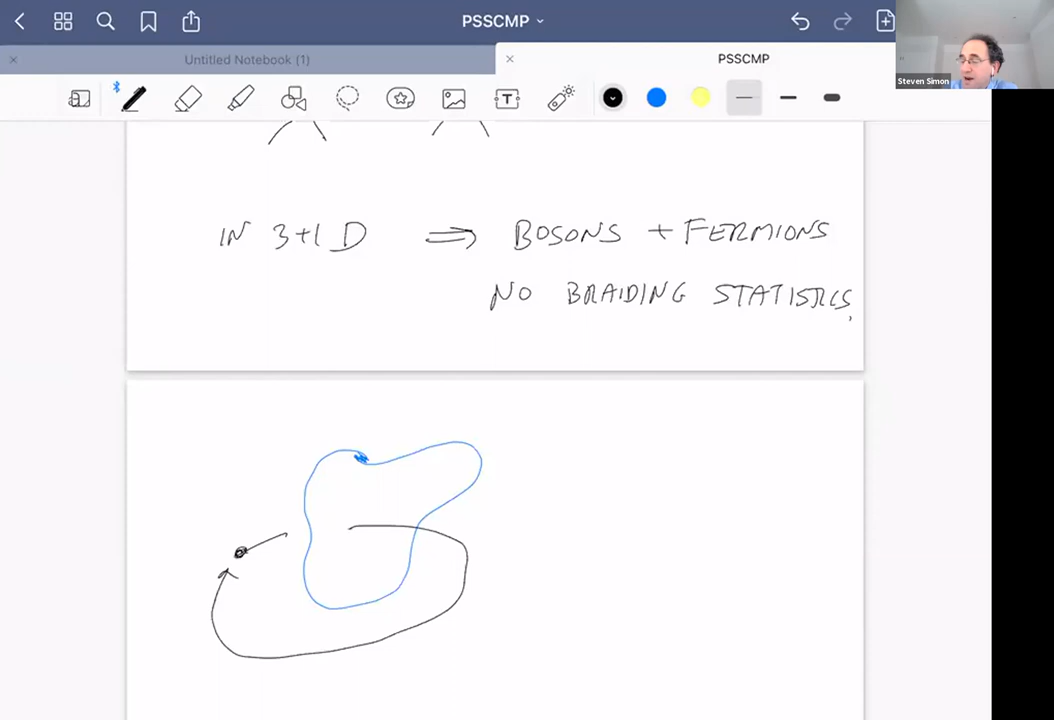 PSSCMP
Untitled Notebook (1)
PSSCMP
Steven Simon
T
IN 3+1 D ⟹ BOSONS + FERMIONS
NO BRAIDING STATISTICS,